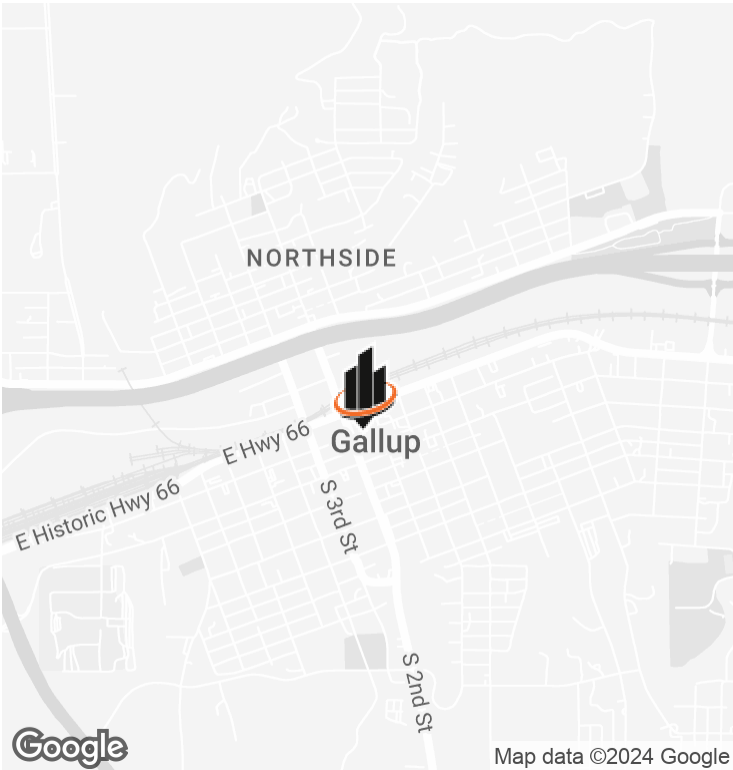 NORTHSIDE
E Hwy 66
Gallup
E Historic Hwy 66
S 3rd St
S 2nd St
Google
Map data ©2024 Google